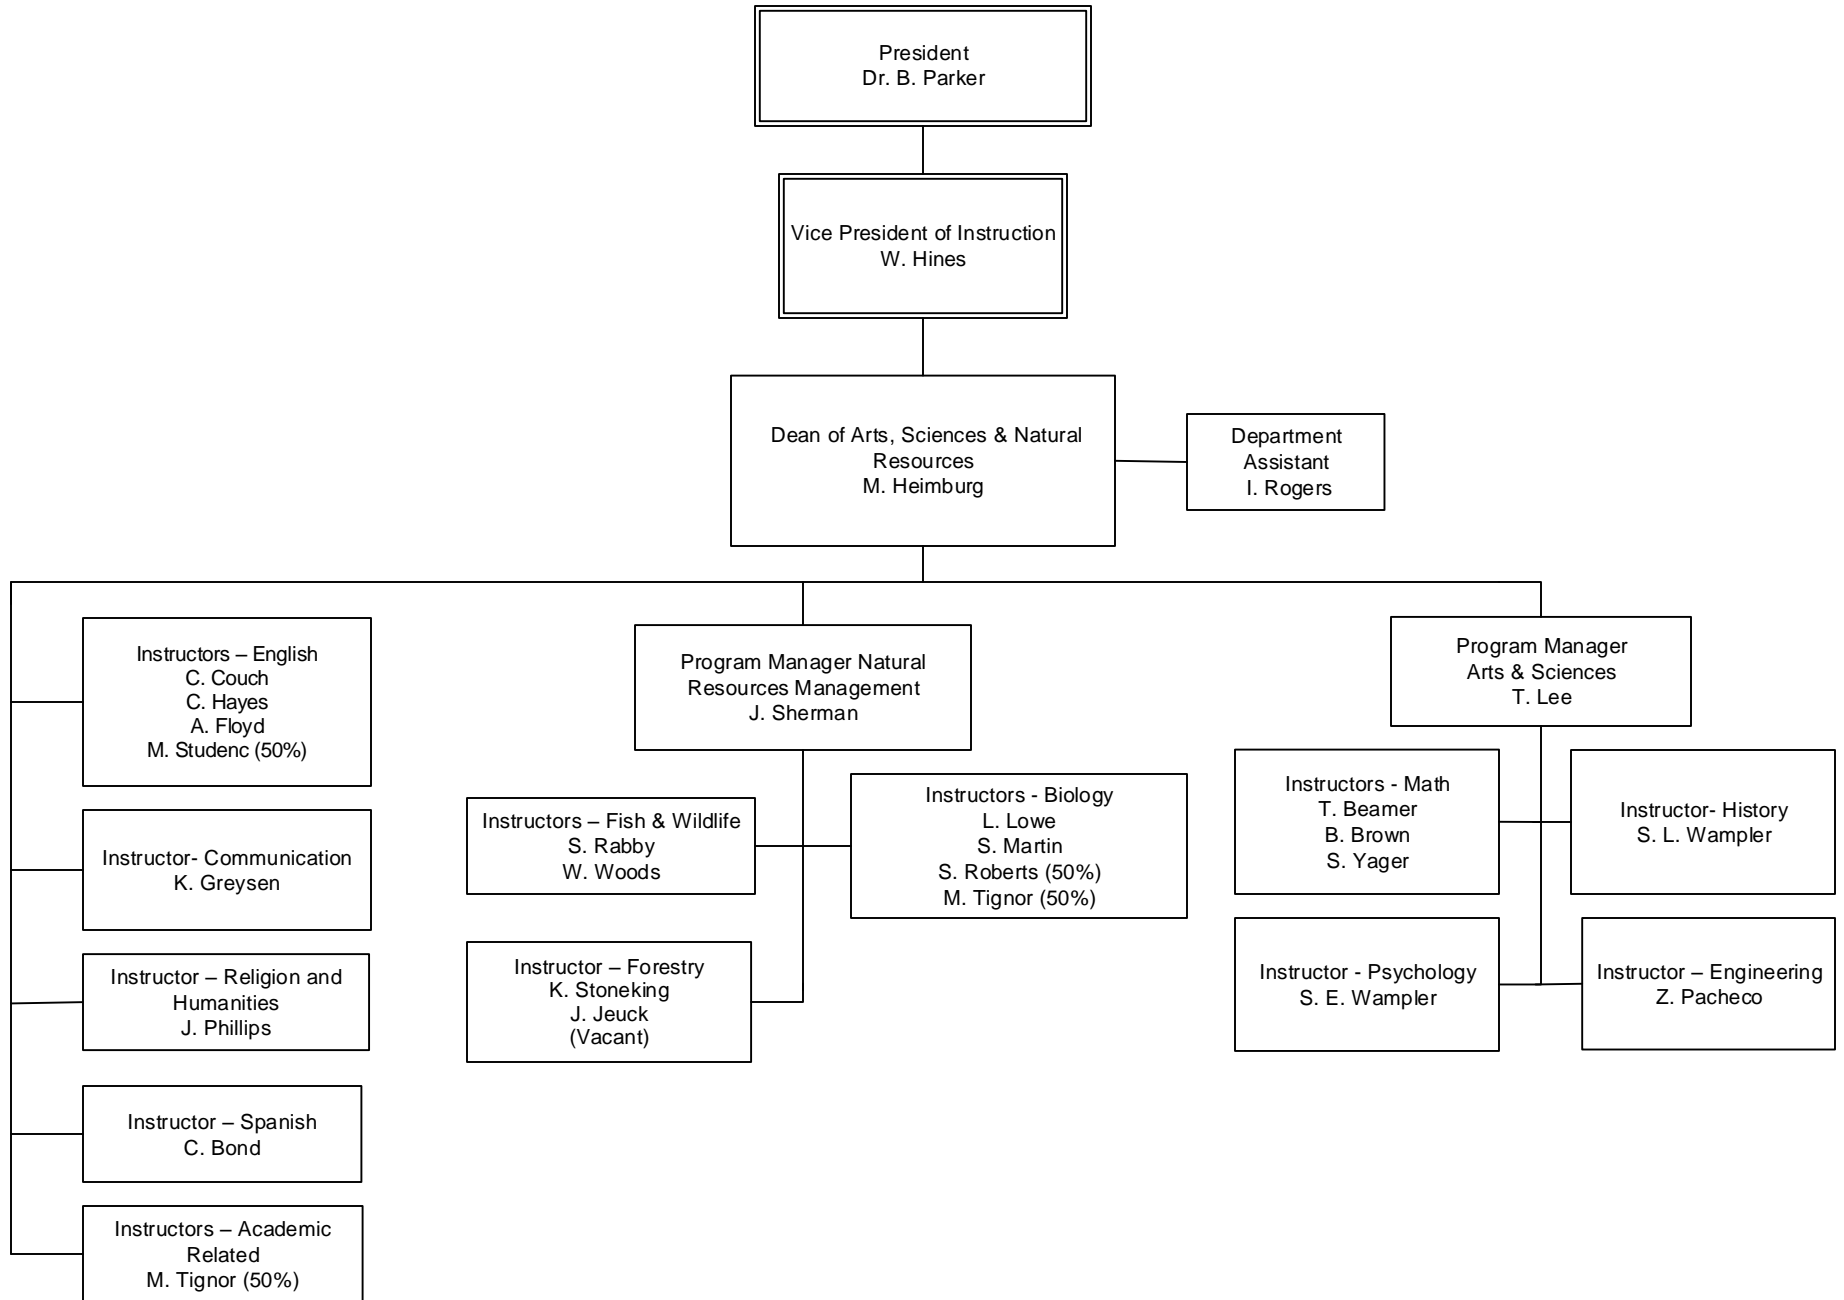 President
Dr. B. Parker
Vice President of Instruction
W. Hines
Dean of Arts, Sciences & Natural
Resources
M. Heimburg
Department
Assistant
I. Rogers
Instructors – English
C. Couch
C. Hayes
A. Floyd
M. Studenc (50%)
Instructor- Communication
K. Greysen
Instructor – Religion and
Humanities
J. Phillips
Instructor – Spanish
C. Bond
Instructors – Academic
Related
M. Tignor (50%)
Program Manager Natural
Resources Management
J. Sherman
Instructors – Fish & Wildlife
S. Rabby
W. Woods
Instructors - Biology
L. Lowe
S. Martin
S. Roberts (50%)
M. Tignor (50%)
Instructor – Forestry
K. Stoneking
J. Jeuck
(Vacant)
Program Manager
Arts & Sciences
T. Lee
Instructors - Math
T. Beamer
B. Brown
S. Yager
Instructor- History
S. L. Wampler
Instructor - Psychology
S. E. Wampler
Instructor – Engineering
Z. Pacheco